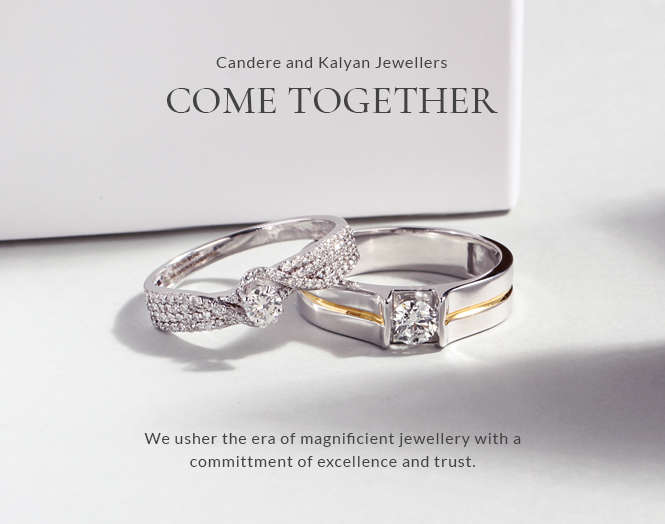 Candere and Kalyan Jewellers
COME TOGETHER
We usher the era of magnificient jewellery with a
committment of excellence and trust.